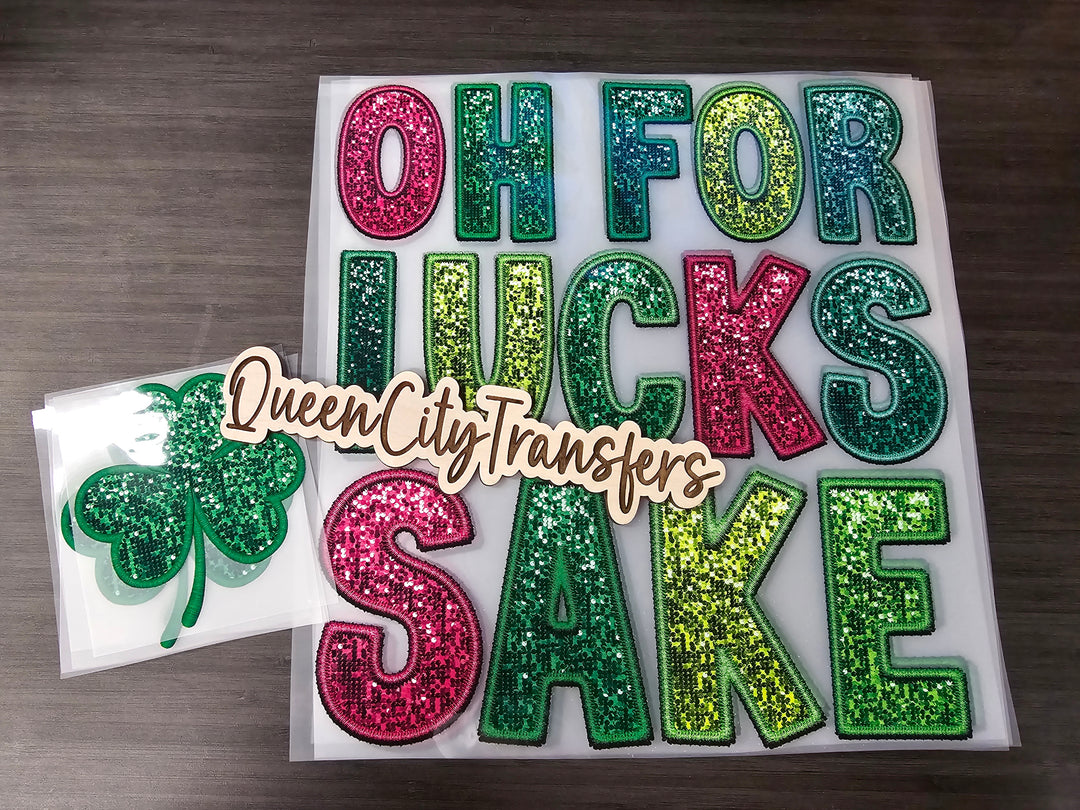 OH FOR
LUCKS
QueenCityTransfers
SAKE